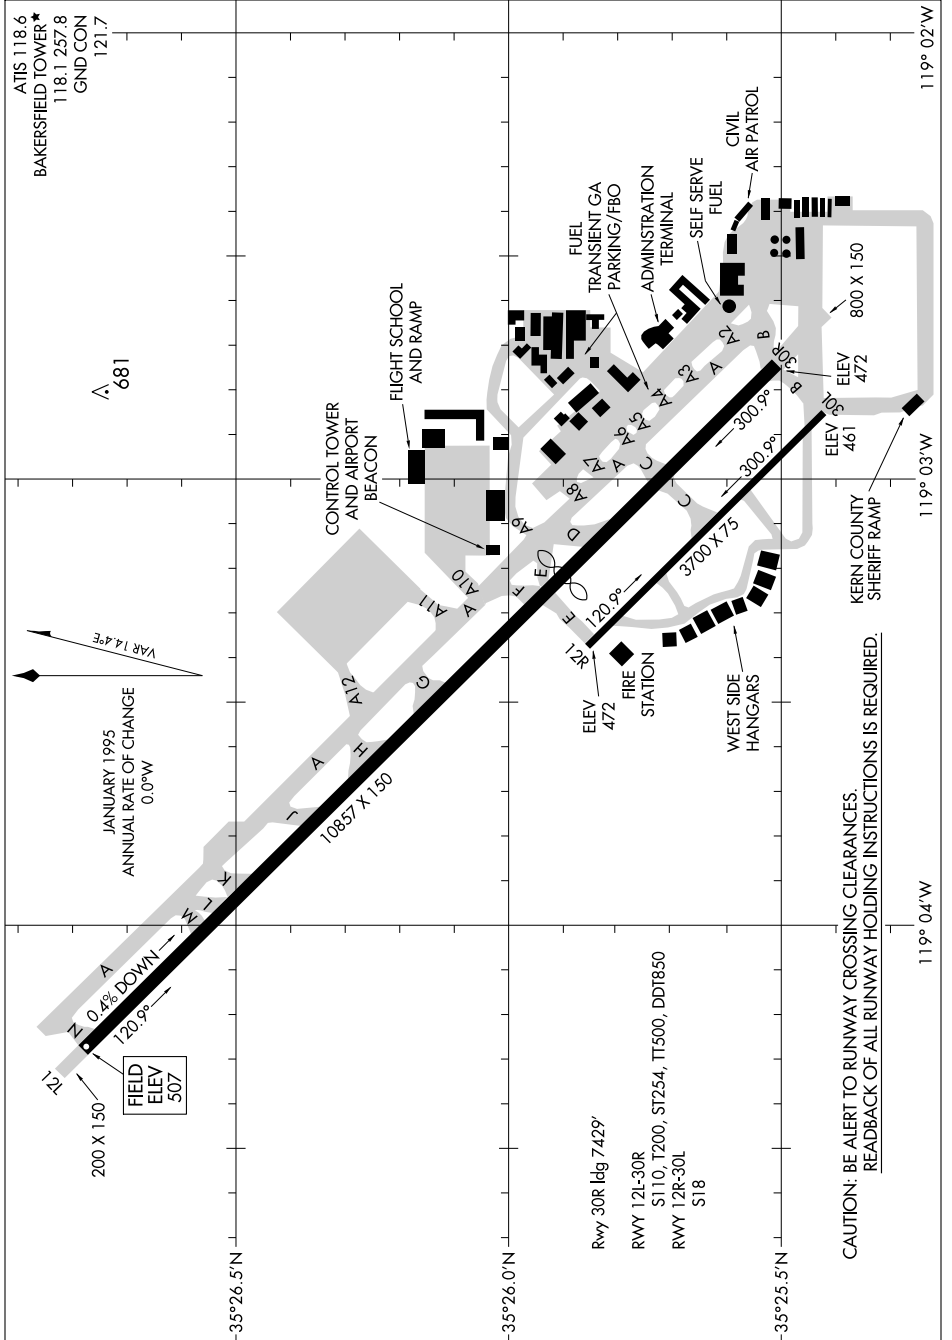 ATIS 118.6
BAKERSFIELD TOWER★
118.1 257.8
GND CON
121.7
681
JANUARY 1995
ANNUAL RATE OF CHANGE
0.0°W
VAR 14.4°E
FLIGHT SCHOOL
AND RAMP
CONTROL TOWER
AND AIRPORT
BEACON
FUEL
TRANSIENT GA
PARKING/FBO
ADMINSTRATION
TERMINAL
SELF SERVE
FUEL
CIVIL
AIR PATROL
12L
200 X 150
FIELD
ELEV
507
N
A
0.4% DOWN
120.9°
M
L
K
J
A
H
10857 X 150
A12
G
A11
A10
A
F
E
E
A9
D
A8
A7
A
C
A6
A5
A4
A3
A
A2
B
30R
B
ELEV
472
800 X 150
300.9°
C
12R
ELEV
472
120.9°
3700 X 75
300.9°
30L
ELEV
461
FIRE
STATION
WEST SIDE
HANGARS
KERN COUNTY
SHERIFF RAMP
Rwy 30R ldg 7429'
RWY 12L-30R
S110, T200, ST254, TT500, DDT850
RWY 12R-30L
S18
CAUTION: BE ALERT TO RUNWAY CROSSING CLEARANCES.
READBACK OF ALL RUNWAY HOLDING INSTRUCTIONS IS REQUIRED.
35°26.5'N
35°26.0'N
35°25.5'N
119° 04'W
119° 03'W
119° 02'W